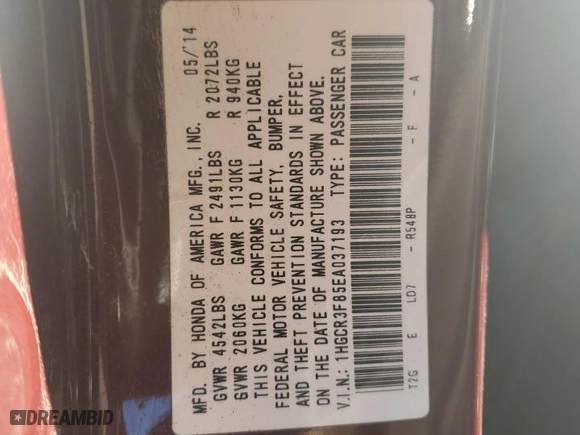 MFD. BY HONDA OF AMERICA MFG., INC. 05/'14
GVWR 4542LBS GAWR F 2491LBS R 2072LBS
GVWR 2060KG GAWR F 1130KG R 940KG
THIS VEHICLE CONFORMS TO ALL APPLICABLE
FEDERAL MOTOR VEHICLE SAFETY, BUMPER,
AND THEFT PREVENTION STANDARDS IN EFFECT
ON THE DATE OF MANUFACTURE SHOWN ABOVE.
V.I.N.: 1HGCR3F85EA037193 TYPE: PASSENGER CAR
T2G E LD7 - R548P - F - A
DREAMBID